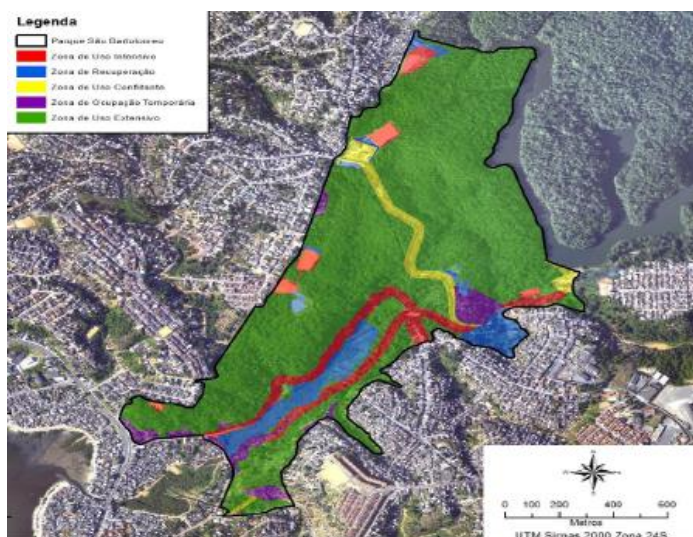 Legenda
Parque São Bartolomeu
Zona de Uso Intensivo
Zona de Recuperação
Zona de Uso Conflitante
Zona de Ocupação Temporária
Zona de Uso Extensivo
0 100 200 400 600
Metros
UTM Sirgas 2000 Zona 24S